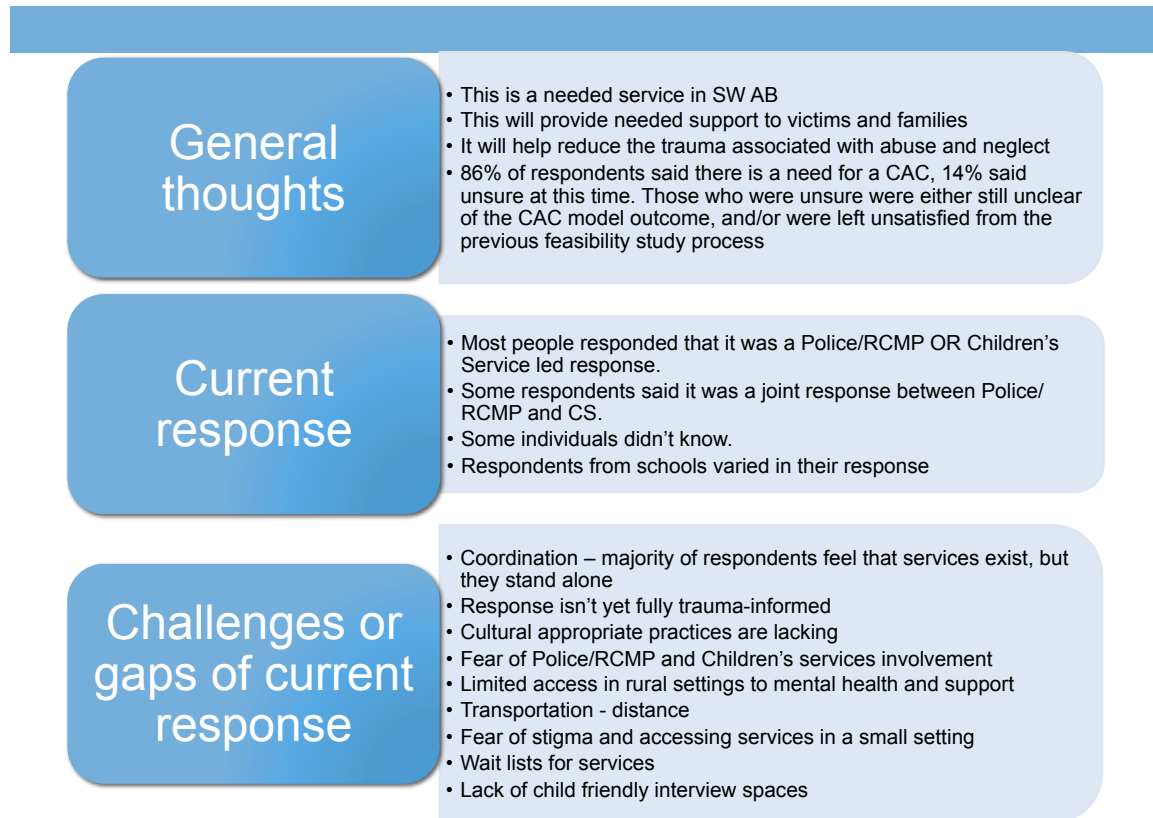 General
thoughts
• This is a needed service in SW AB
• This will provide needed support to victims and families
• It will help reduce the trauma associated with abuse and neglect
• 86% of respondents said there is a need for a CAC, 14% said
unsure at this time. Those who were unsure were either still unclear
of the CAC model outcome, and/or were left unsatisfied from the
previous feasibility study process
Current
response
• Most people responded that it was a Police/RCMP OR Children’s
Service led response.
• Some respondents said it was a joint response between Police/
RCMP and CS.
• Some individuals didn’t know.
• Respondents from schools varied in their response
Challenges or
gaps of current
response
• Coordination – majority of respondents feel that services exist, but
they stand alone
• Response isn’t yet fully trauma-informed
• Cultural appropriate practices are lacking
• Fear of Police/RCMP and Children’s services involvement
• Limited access in rural settings to mental health and support
• Transportation - distance
• Fear of stigma and accessing services in a small setting
• Wait lists for services
• Lack of child friendly interview spaces